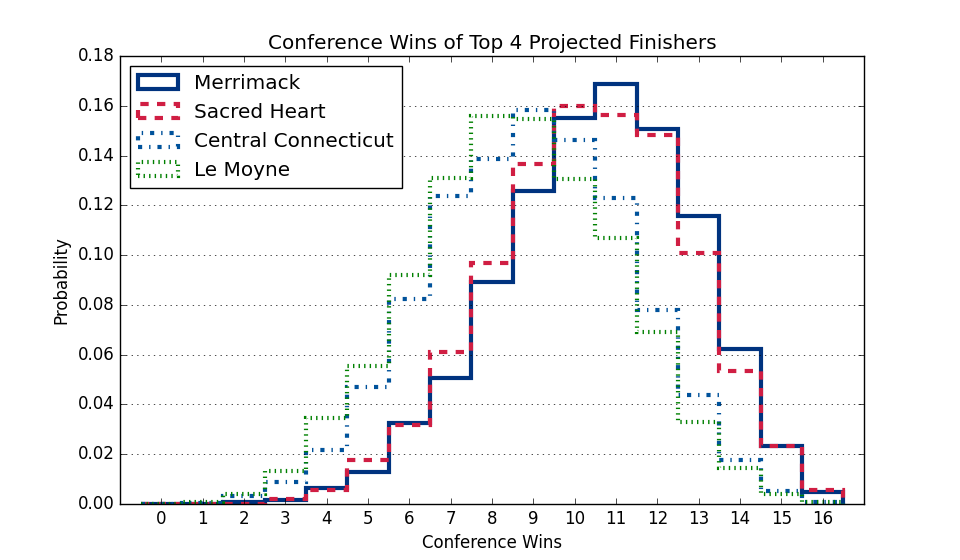 Conference Wins of Top 4 Projected Finishers
0.18
0.16
0.14
0.12
0.10
0.08
0.06
0.04
0.02
0.00
Probability
Merrimack
Sacred Heart
Central Connecticut
Le Moyne
0 1 2 3 4 5 6 7 8 9 10 11 12 13 14 15 16
Conference Wins